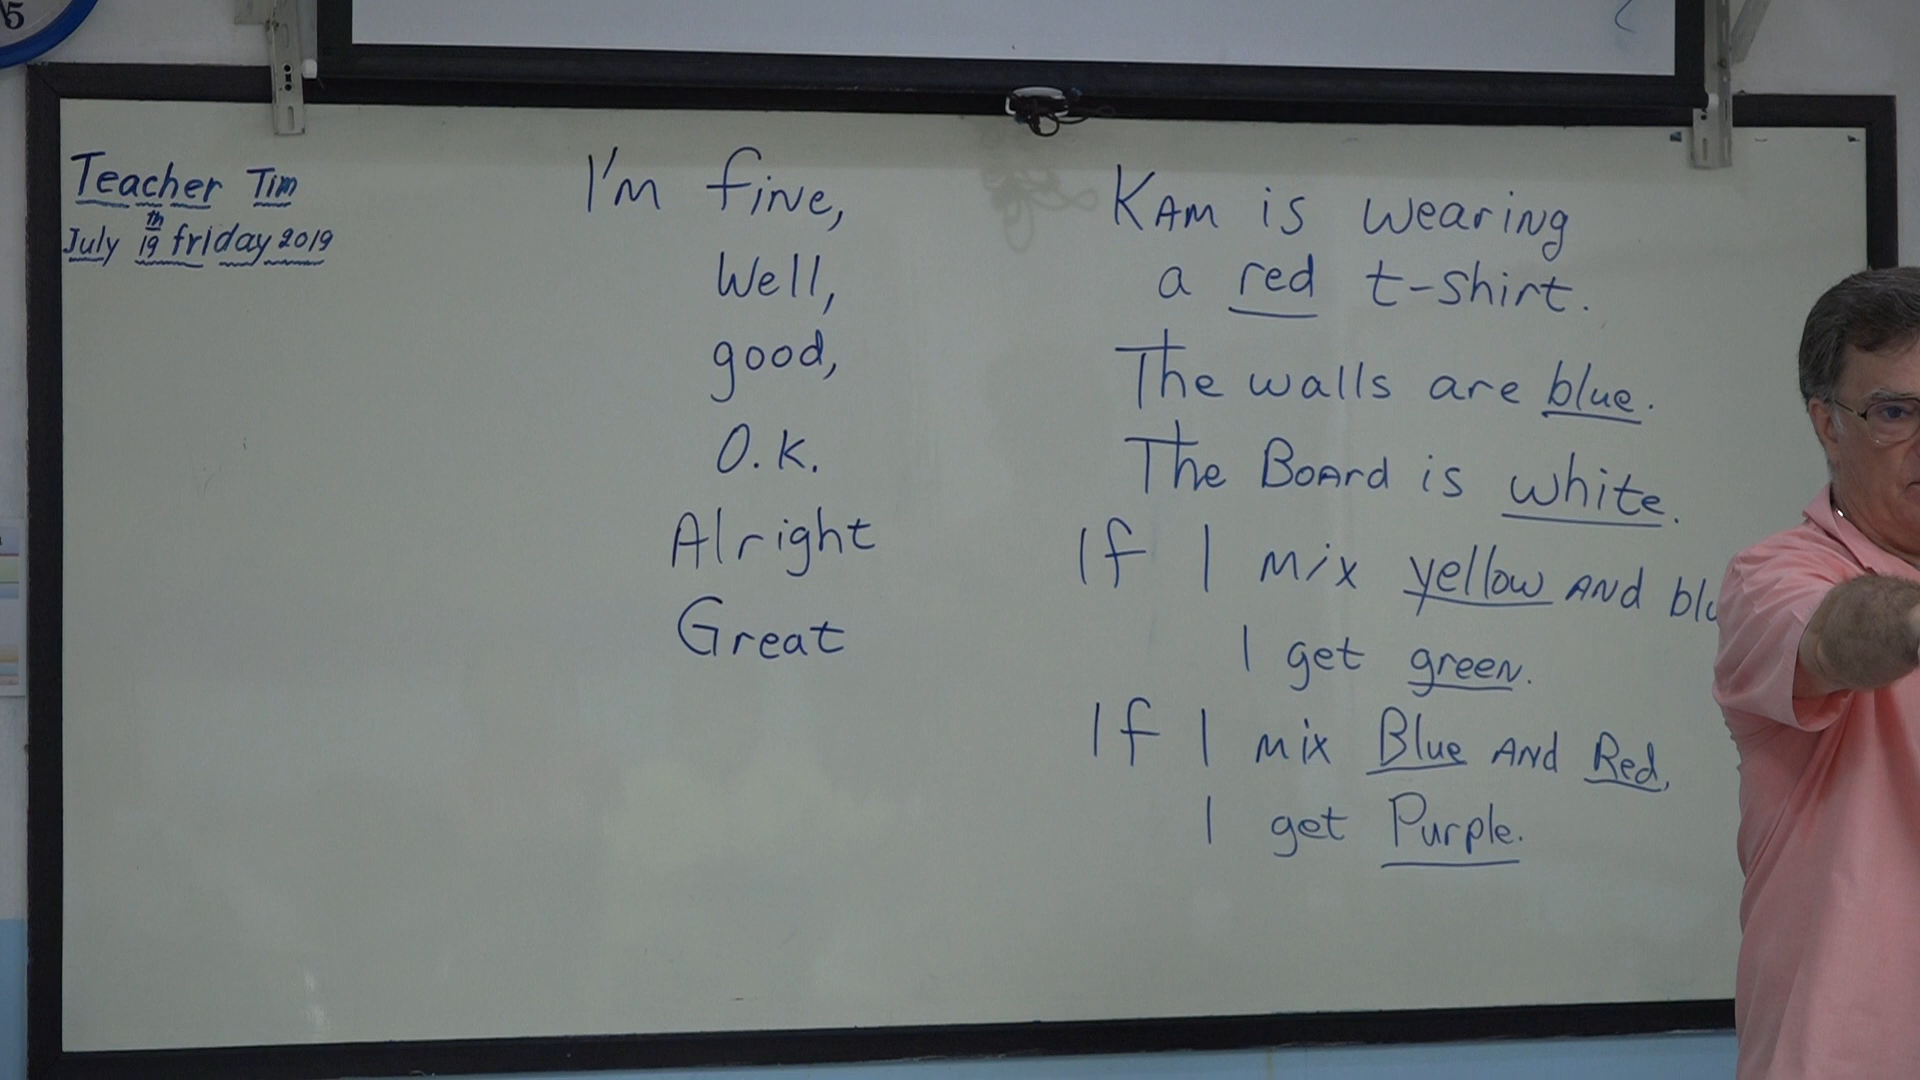 5
Teacher Tim
July 19th friday 2019
I'm fine,
Well,
good,
O.K.
Alright
Great
KAM is wearing
a red t-shirt.
The walls are blue.
The BoArd is white.
If I mix yellow AND
I get green.
If I mix Blue AND Red,
I get Purple.